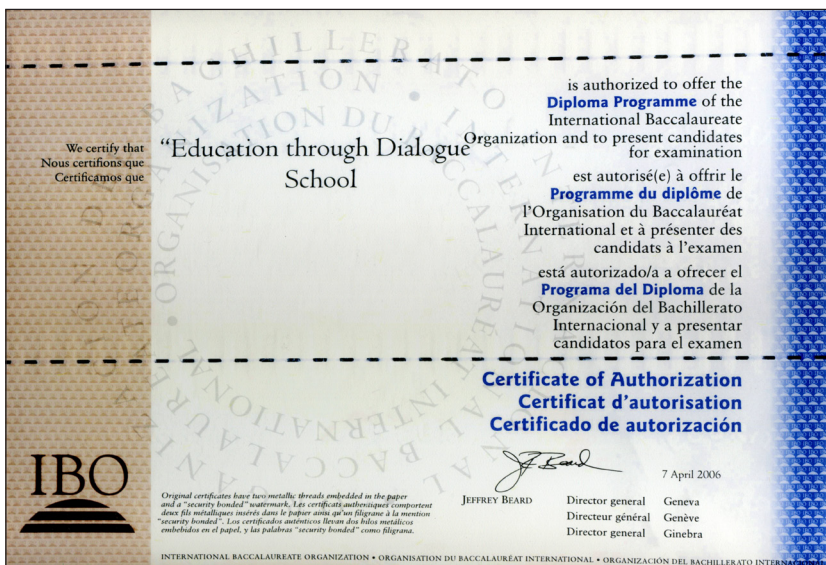 We certify that
Nous certifions que
Certificamos que
"Education through Dialogue
School
is authorized to offer the
Diploma Programme of the
International Baccalaureate
Organization and to present candidates
for examination
est autorisé(e) à offrir le
Programme du diplôme de
l'Organisation du Baccalauréat
International et à présenter des
candidats à l'examen
está autorizado/a a ofrecer el
Programa del Diploma de la
Organización del Bachillerato
Internacional y a presentar
candidatos para el examen
Certificate of Authorization
Certificat d'autorisation
Certificado de autorización
IBO
Original certificates have two metallic threads embedded in the paper
and a "security bonded" watermark. Les certificats authentiques comportent
deux fils métalliques insérés dans le papier ainsi qu'un filigrane à la mention
"security bonded". Los certificados auténticos llevan dos hilos metálicos
embebidos en el papel, y las palabras "security bonded" como filigrana.
7 April 2006
JEFFREY BEARD
Director general Geneva
Directeur général Genève
Director general Ginebra
INTERNATIONAL BACCALAUREATE ORGANIZATION • ORGANISATION DU BACCALAURÉAT INTERNATIONAL • ORGANIZACIÓN DEL BACHILLERATO INTERNACIONAL